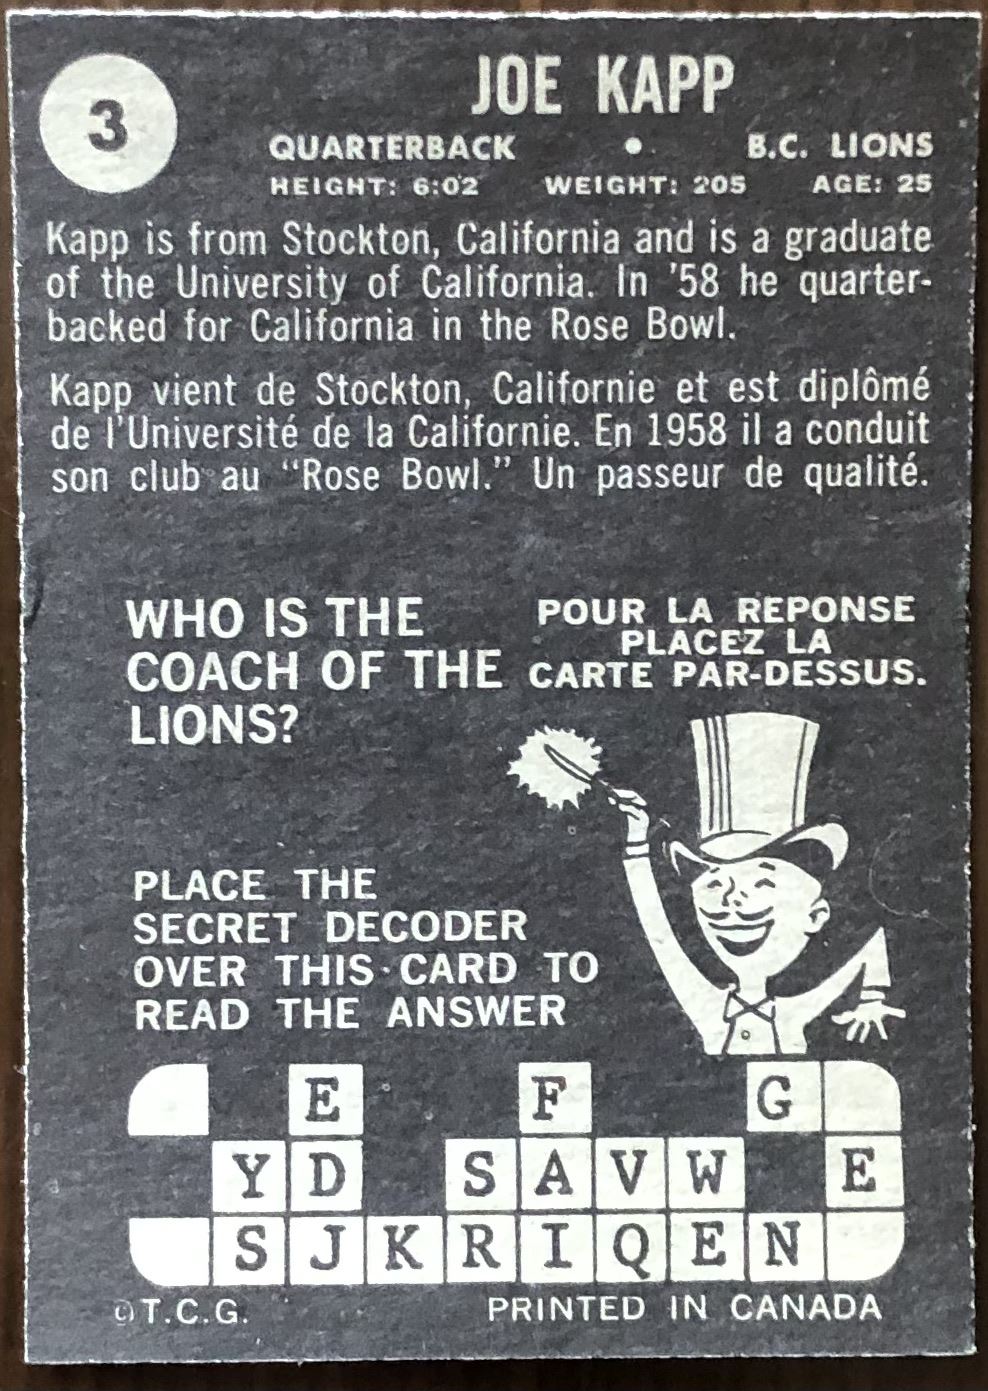 3
JOE KAPP
QUARTERBACK • B.C. LIONS
HEIGHT: 6:02 WEIGHT: 205 AGE: 25
Kapp is from Stockton, California and is a graduate
of the University of California. In '58 he quarter-
backed for California in the Rose Bowl.
Kapp vient de Stockton, Californie et est diplômé
de l'Université de la Californie. En 1958 il a conduit
son club au “Rose Bowl.” Un passeur de qualité.
WHO IS THE
COACH OF THE
LIONS?
POUR LA REPONSE
PLACEZ LA
CARTE PAR-DESSUS.
PLACE THE
SECRET DECODER
OVER THIS CARD TO
READ THE ANSWER
E F G
Y D S A V W E
S J K R I Q E N
©T.C.G. PRINTED IN CANADA